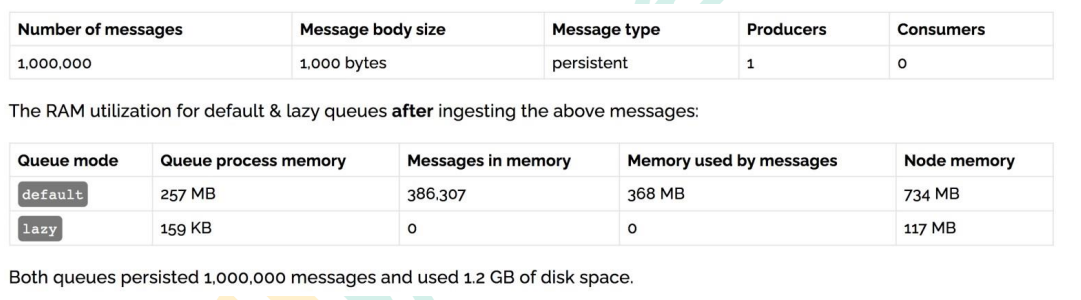 Number of messages Message body size Message type Producers Consumers
1,000,000 1,000 bytes persistent 1 0
The RAM utilization for default & lazy queues after ingesting the above messages:
Queue mode Queue process memory Messages in memory Memory used by messages Node memory
default 257 MB 386,307 368 MB 734 MB
lazy 159 KB 0 0 117 MB
Both queues persisted 1,000,000 messages and used 1.2 GB of disk space.